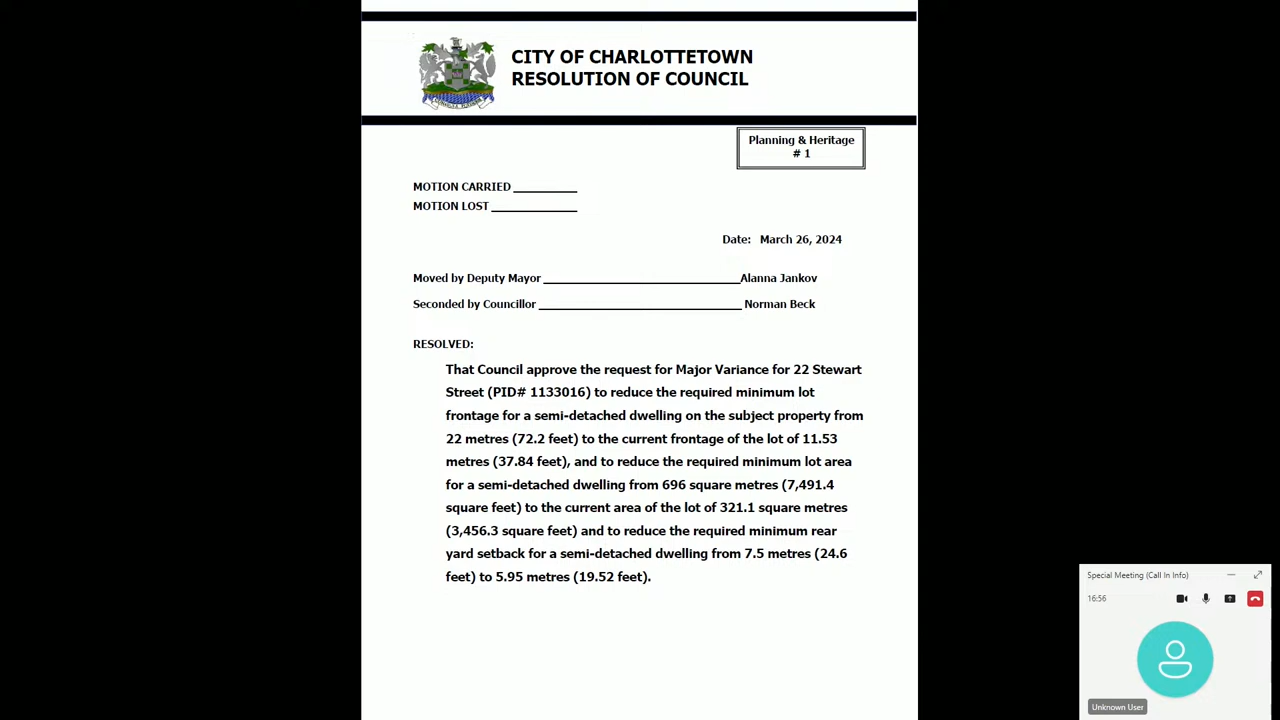 CITY OF CHARLOTTETOWN
RESOLUTION OF COUNCIL
Planning & Heritage
# 1
MOTION CARRIED __________
MOTION LOST __________
Date: March 26, 2024
Moved by Deputy Mayor __________ Alanna Jankov
Seconded by Councillor __________ Norman Beck
RESOLVED:
That Council approve the request for Major Variance for 22 Stewart
Street (PID# 1133016) to reduce the required minimum lot
frontage for a semi-detached dwelling on the subject property from
22 metres (72.2 feet) to the current frontage of the lot of 11.53
metres (37.84 feet), and to reduce the required minimum lot area
for a semi-detached dwelling from 696 square metres (7,491.4
square feet) to the current area of the lot of 321.1 square metres
(3,456.3 square feet) and to reduce the required minimum rear
yard setback for a semi-detached dwelling from 7.5 metres (24.6
feet) to 5.95 metres (19.52 feet).
Special Meeting (Call In Info)
16:56
Unknown User